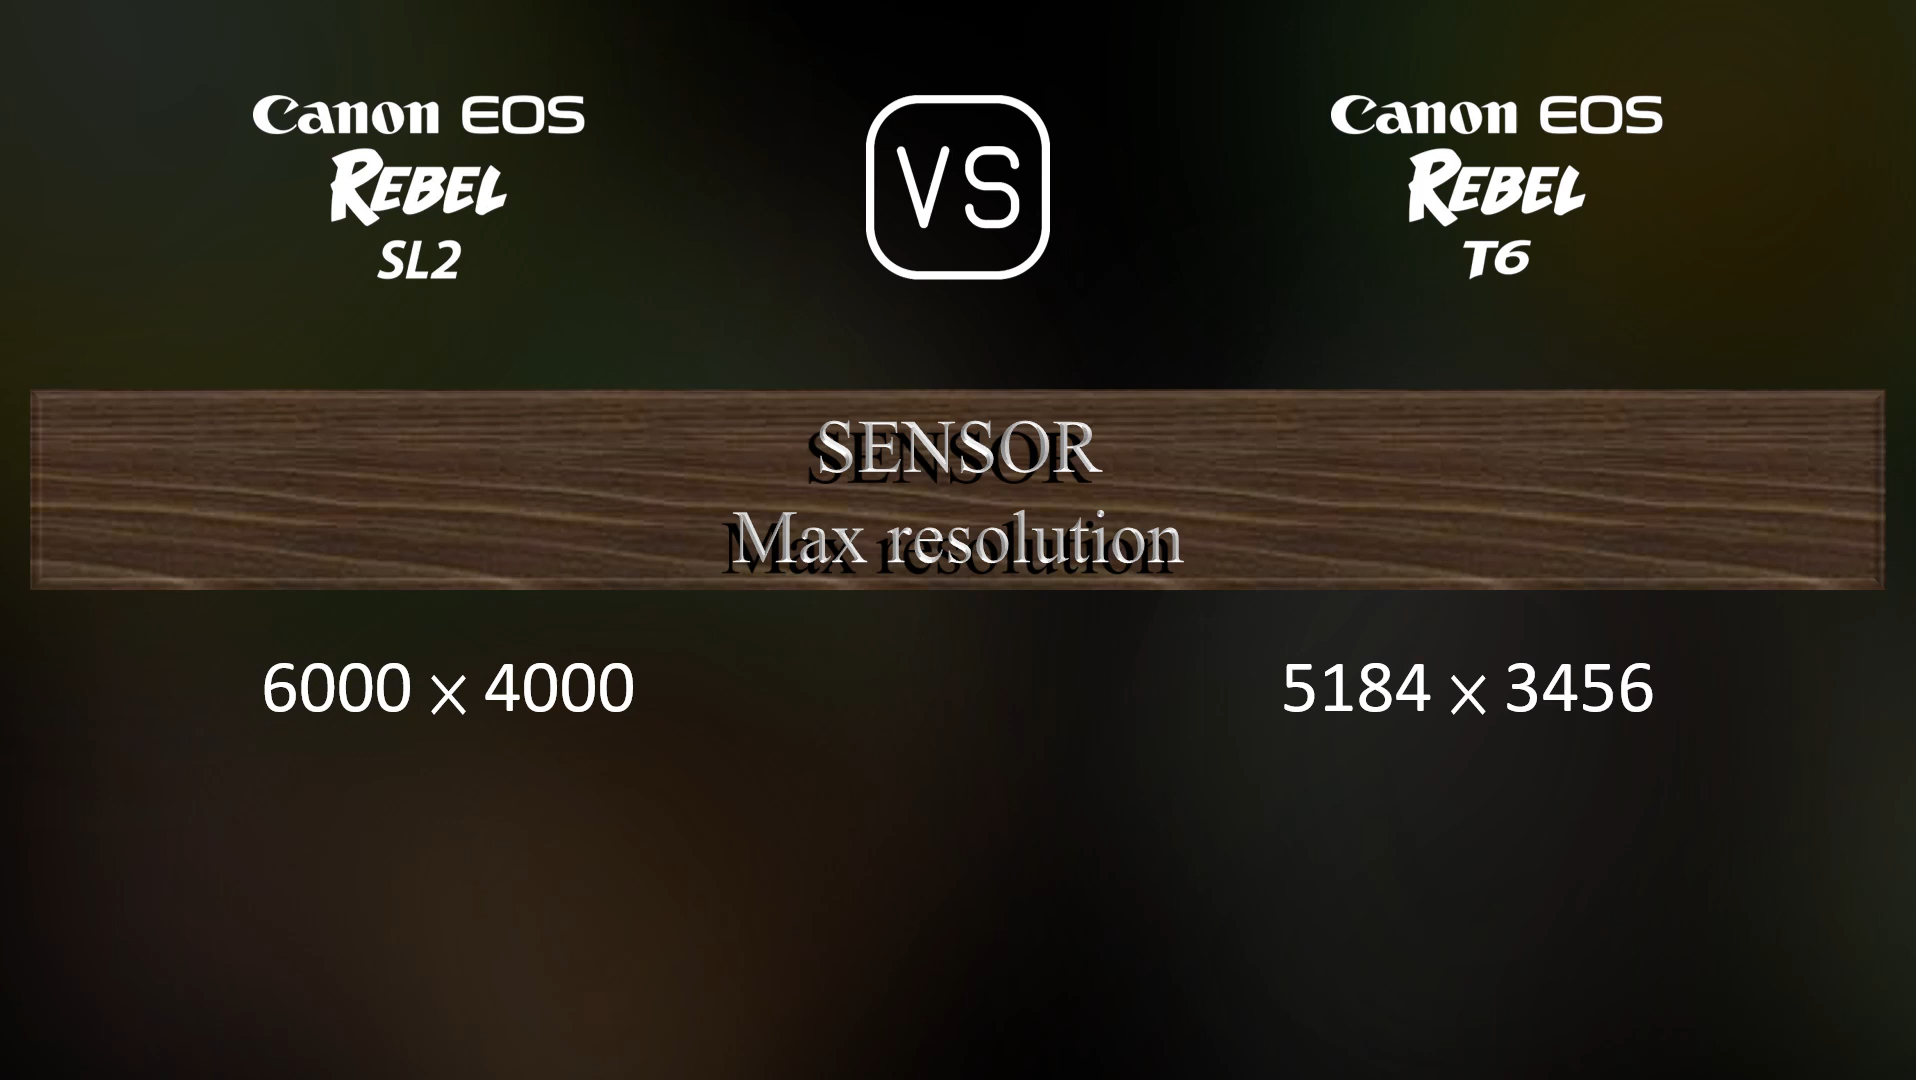 Canon EOS
REBEL
SL2
VS
Canon EOS
REBEL
T6
SENSOR
Max resolution
6000 x 4000
5184 x 3456